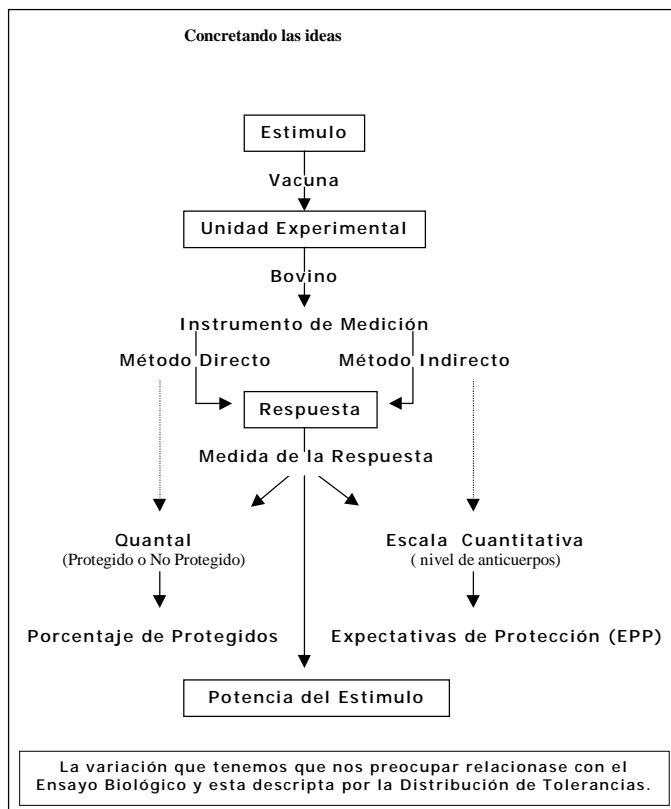 Concretando las ideas
Estimulo
Vacuna
Unidad Experimental
Bovino
Instrumento de Medición
Método Directo Método Indirecto
Respuesta
Medida de la Respuesta
Quantal Escala Cuantitativa
(Protegido o No Protegido) ( nivel de anticuerpos)
Porcentaje de Protegidos Expectativas de Protección (EPP)
Potencia del Estimulo
La variación que tenemos que nos preocupar relacionase con el
Ensayo Biológico y esta descripta por la Distribución de Tolerancias.